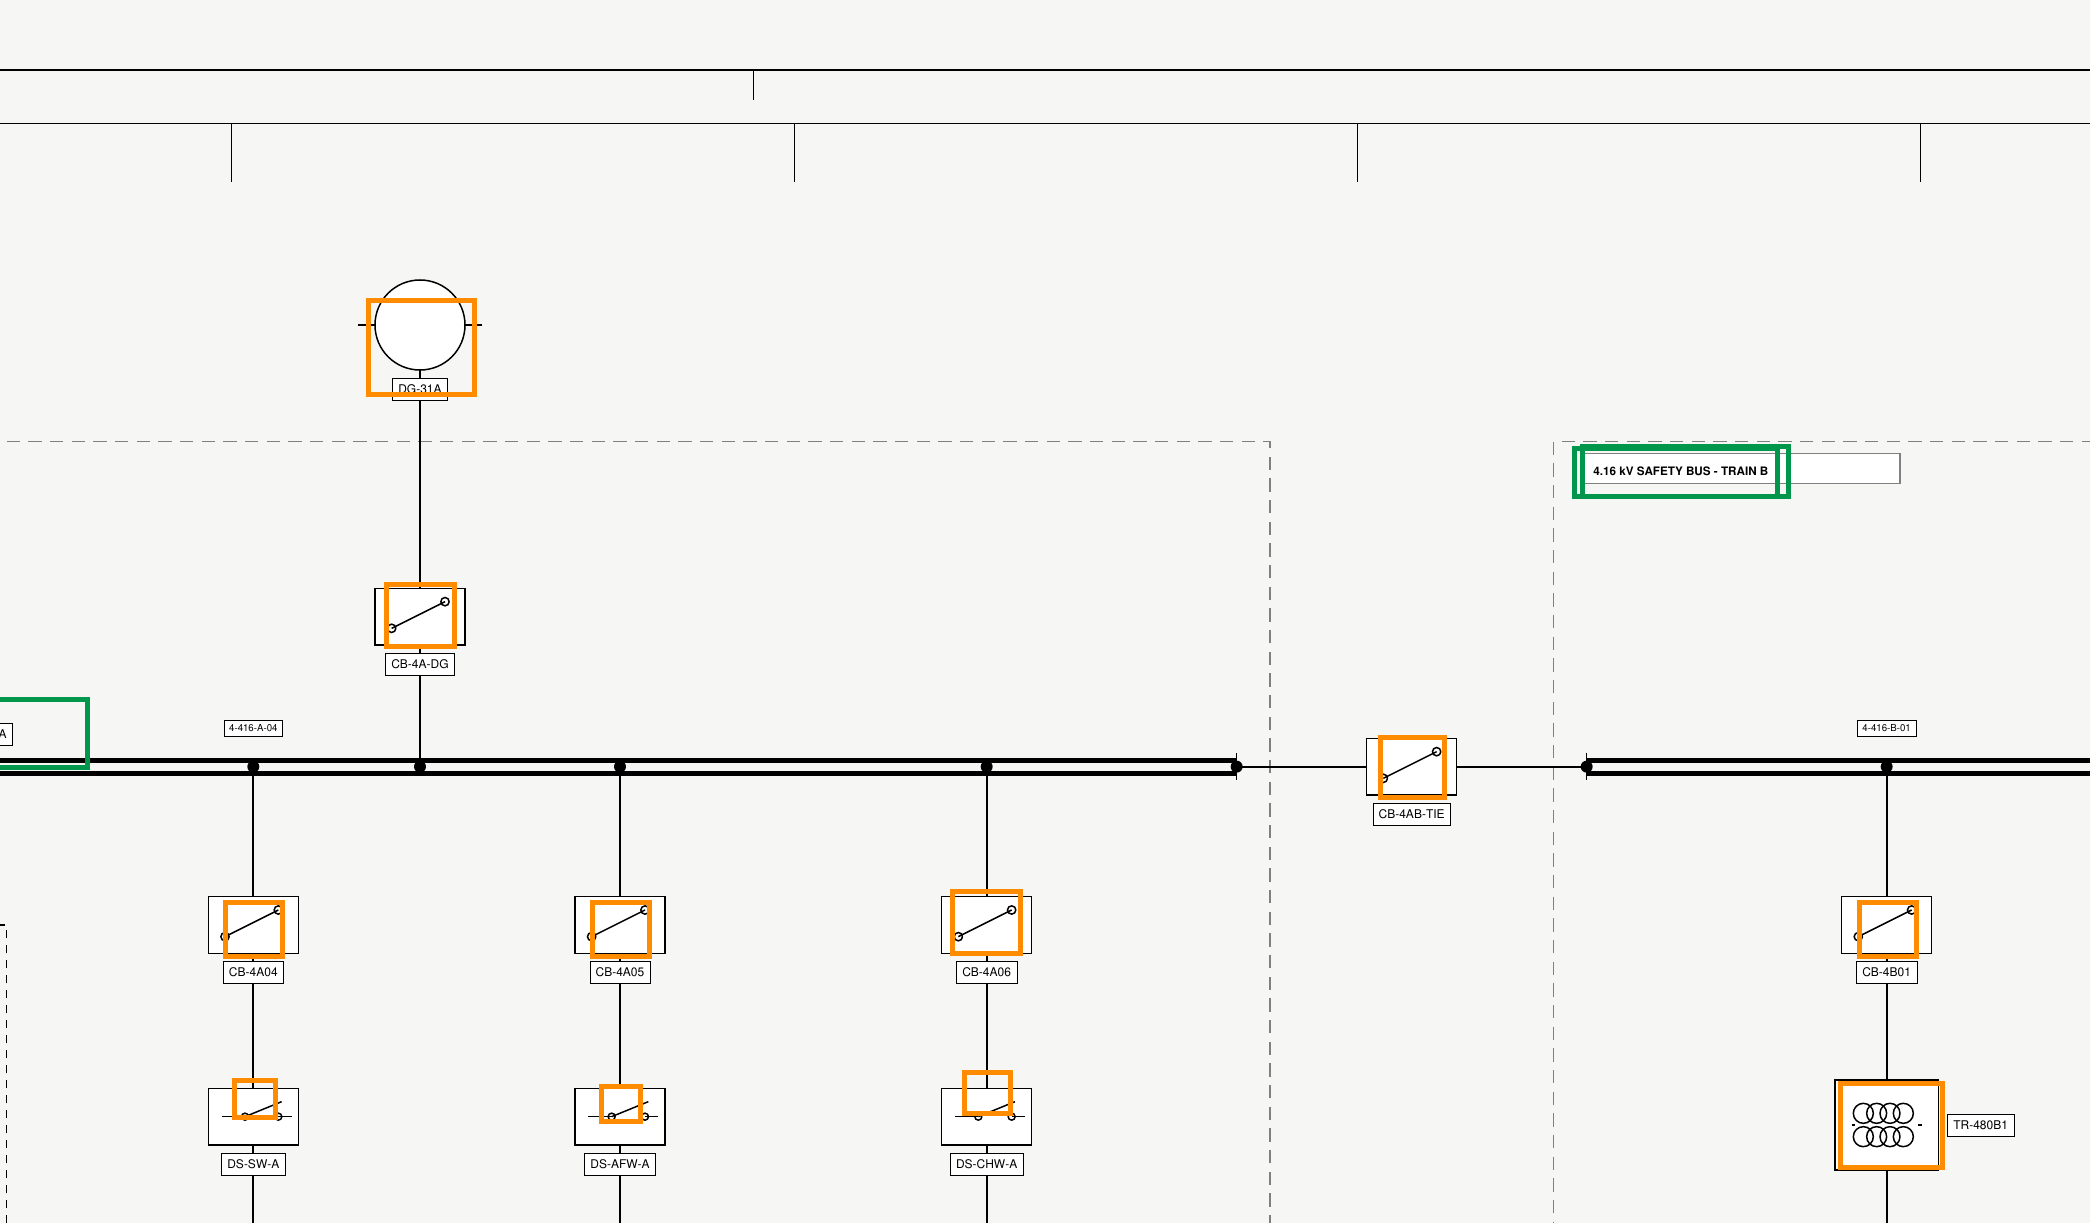 DG-31A
4.16 kV SAFETY BUS - TRAIN B
CB-4A-DG
A
4-416-A-04
4-416-B-01
CB-4AB-TIE
CB-4A04
CB-4A05
CB-4A06
CB-4B01
TR-480B1
DS-SW-A
DS-AFW-A
DS-CHW-A